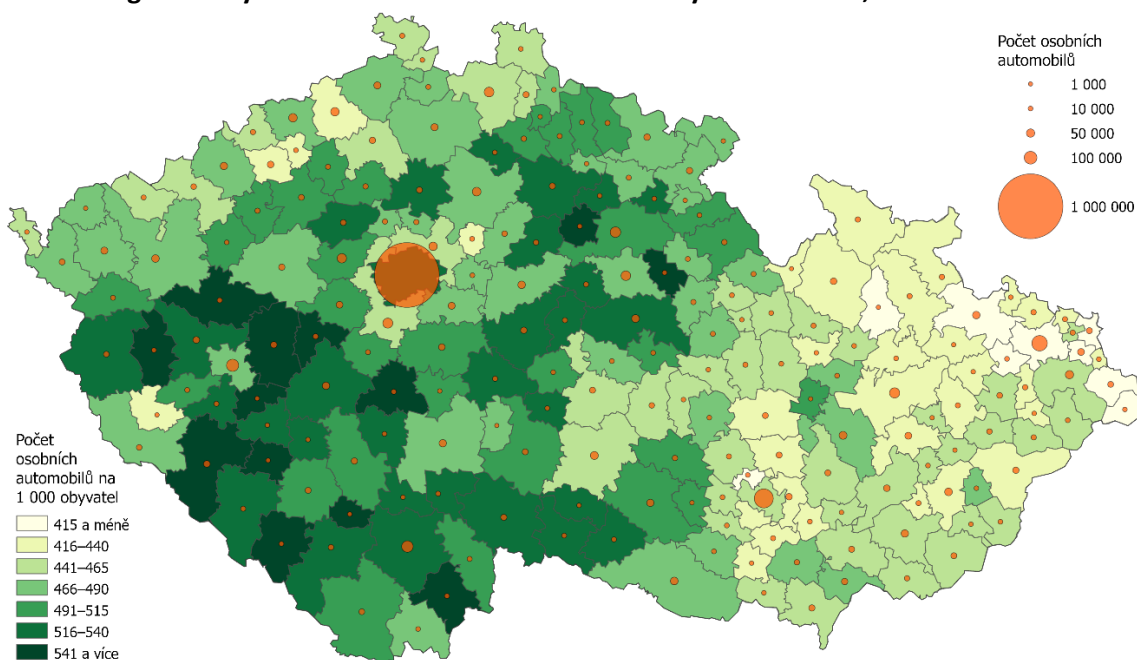 Počet osobních
automobilů
1 000
10 000
50 000
100 000
1 000 000
Počet
osobních
automobilů na
1 000 obyvatel
415 a méně
416–440
441–465
466–490
491–515
516–540
541 a více